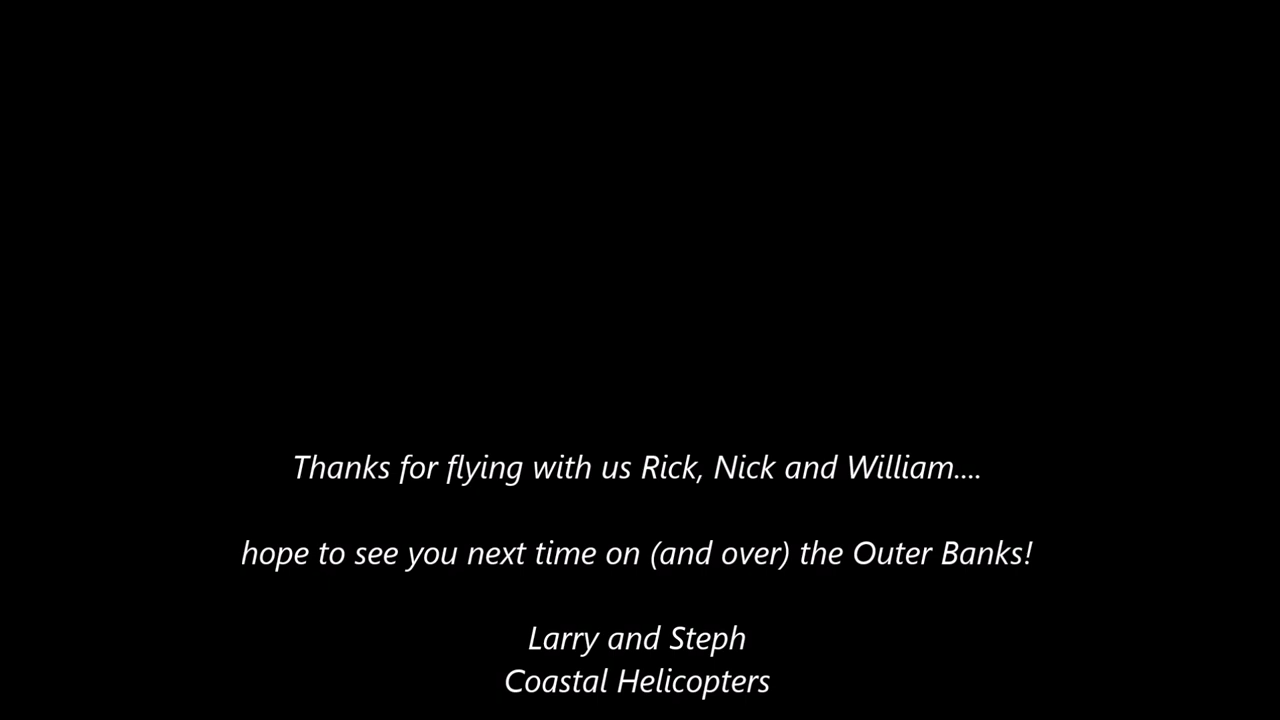 Thanks for flying with us Rick, Nick and William....
hope to see you next time on (and over) the Outer Banks!
Larry and Steph
Coastal Helicopters